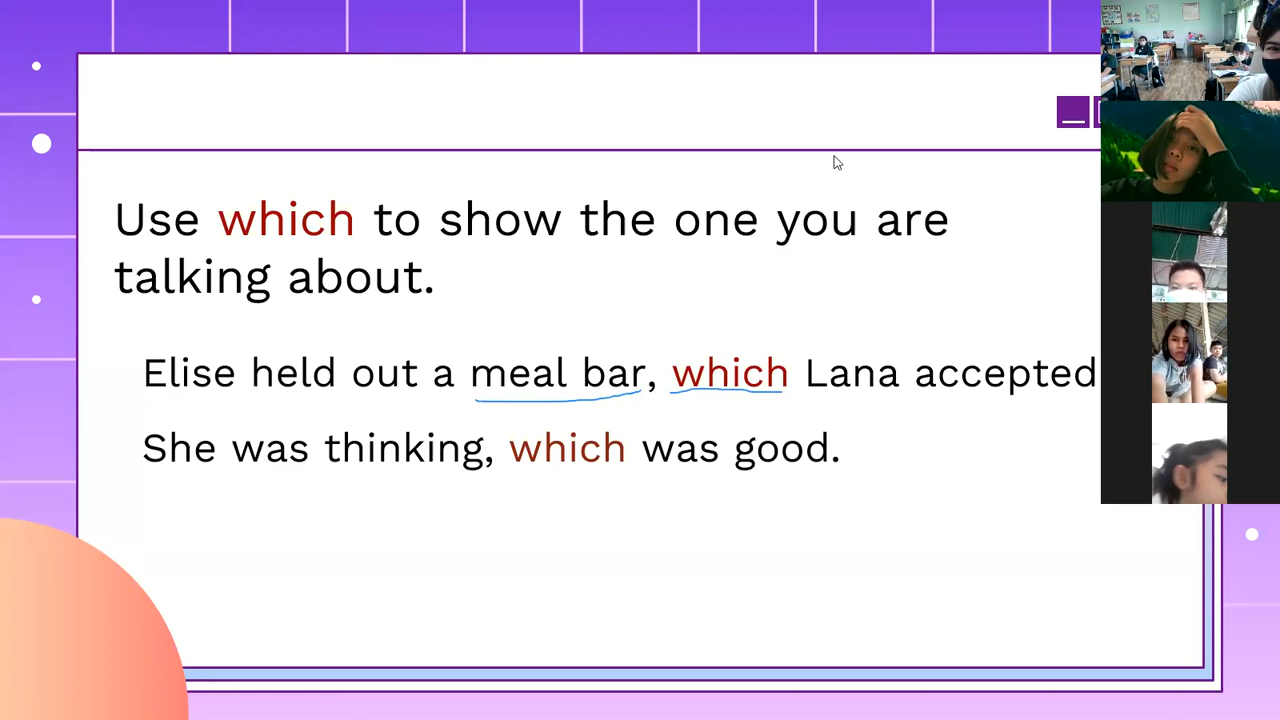 Use which to show the one you are
talking about.
Elise held out a meal bar, which Lana accepted
She was thinking, which was good.